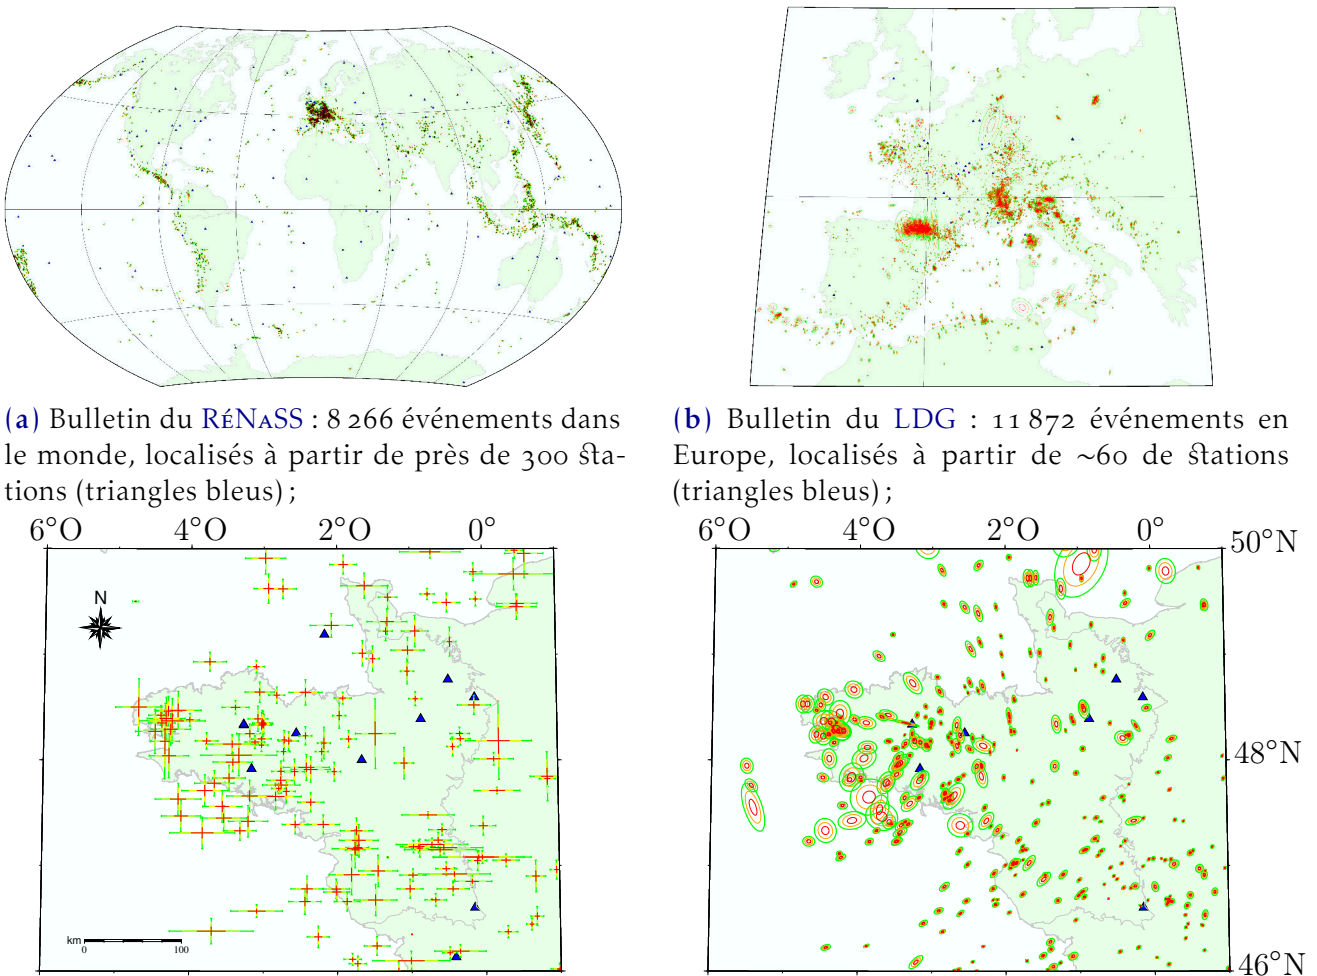 (a) Bulletin du RÉNASS : 8 266 événements dans
le monde, localisés à partir de près de 300 sta-
tions (triangles bleus) ;
(b) Bulletin du LDG : 11 872 événements en
Europe, localisés à partir de ~60 de stations
(triangles bleus) ;
6°O 4°O 2°O 0°
6°O 4°O 2°O 0°
50°N
N
48°N
km
0 100
46°N